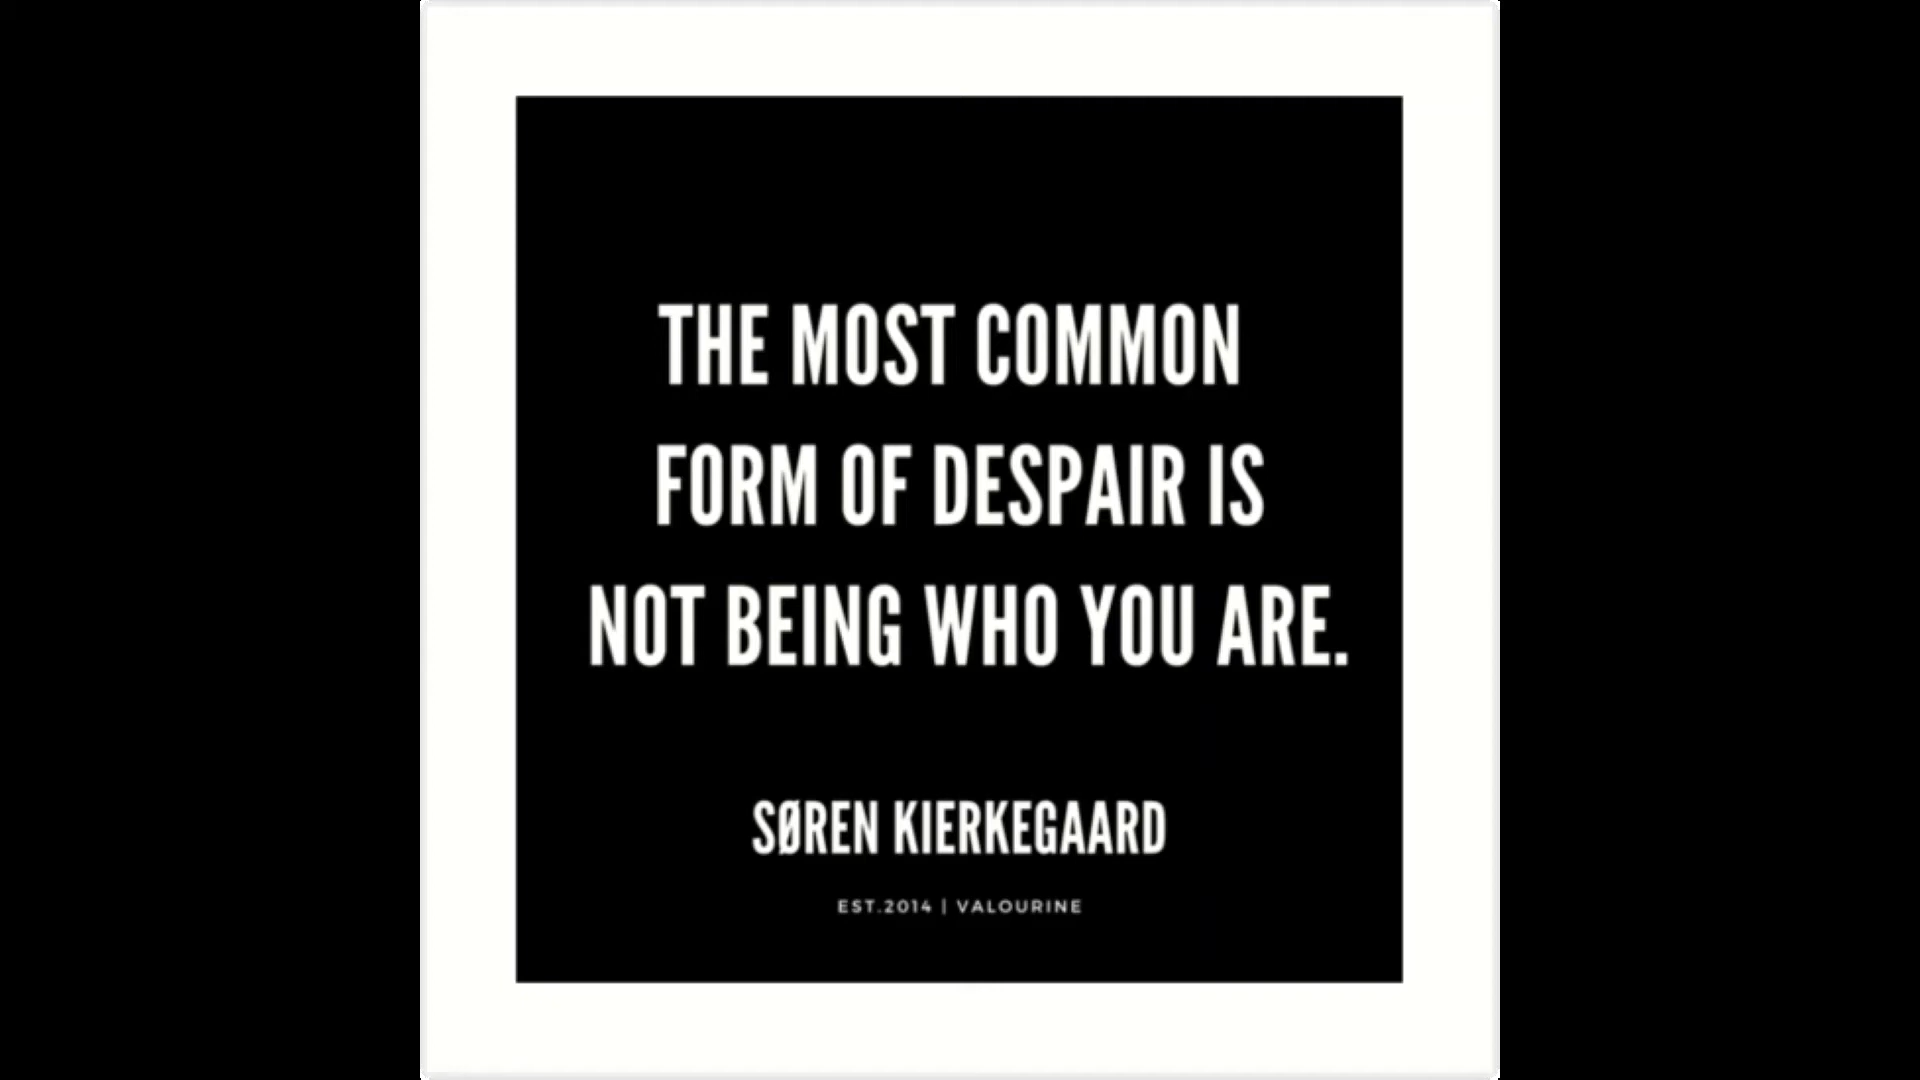 THE MOST COMMON
FORM OF DESPAIR IS
NOT BEING WHO YOU ARE.
SØREN KIERKEGAARD
EST.2014 | VALOURINE